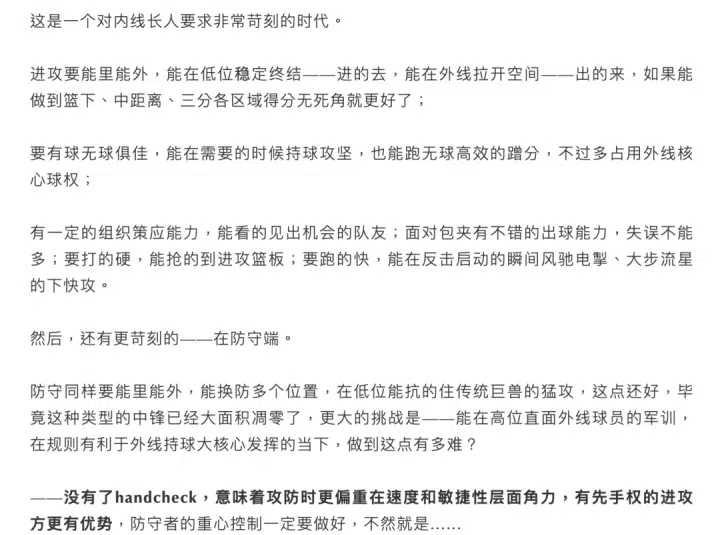 这是一个对内线长人要求非常苛刻的时代。
进攻要能里能外，能在低位稳定终结——进的去，能在外线拉开空间——出的来，如果能
做到篮下、中距离、三分各区域得分无死角就更好了；
要有球无球俱佳，能在需要的时候持球攻坚，也能跑无球高效的蹭分，不过多占用外线核
心球权；
有一定的组织策应能力，能看的见出机会的队友；面对包夹有不错的出球能力，失误不能
多；要打的硬，能抢的到进攻篮板；要跑的快，能在反击启动的瞬间风驰电掣、大步流星
的下快攻。
然后，还有更苛刻的——在防守端。
防守同样要能里能外，能换防多个位置，在低位能抗的住传统巨兽的猛攻，这点还好，毕
竟这种类型的中锋已经大面积凋零了，更大的挑战是——能在高位直面外线球员的军训，
在规则有利于外线持球大核心发挥的当下，做到这点有多难？
——没有了handcheck，意味着攻防时更偏重在速度和敏捷性层面角力，有先手权的进攻
方更有优势，防守者的重心控制一定要做好，不然就是……